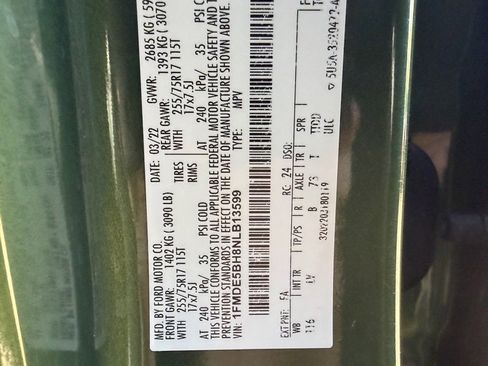 MFD. BY FORD MOTOR CO.
DATE: 03/22 GVWR: 2685 KG ( 59
FRONT GAWR: REAR GAWR:
1402 KG ( 3090 LB) 1393 KG ( 3070
WITH WITH
255/75R17 115T TIRES 255/75R17 115T
17x7.5J RIMS 17x7.5J
AT 240 kPa/ 35 PSI COLD AT 240 kPa/ 35 PSI COLD
THIS VEHICLE CONFORMS TO ALL APPLICABLE FEDERAL MOTOR VEHICLE SAFETY AND T
PREVENTION STANDARDS IN EFFECT ON THE DATE OF MANUFACTURE SHOWN ABOVE.
VIN: 1FMDE5BH8NLB13599
TYPE: MPV
EXT PNT: FA RC: 24 DSO:
WB INT TR TP/PS R AXLE TR SPR
116 B 73 T ULC